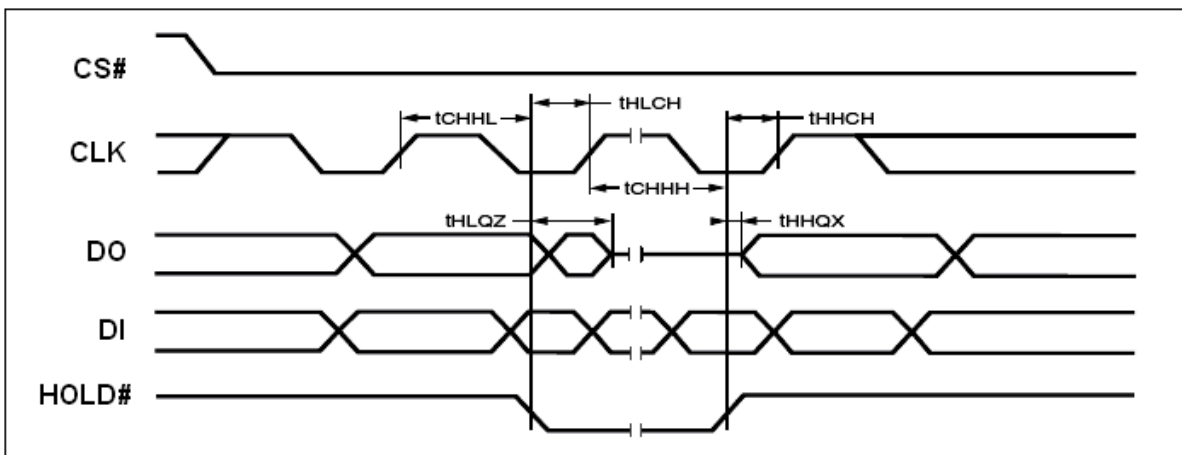 CS#
tHLCH
tCHHL
tHHCH
CLK
tCHHH
tHLQZ
tHHQX
DO
DI
HOLD#